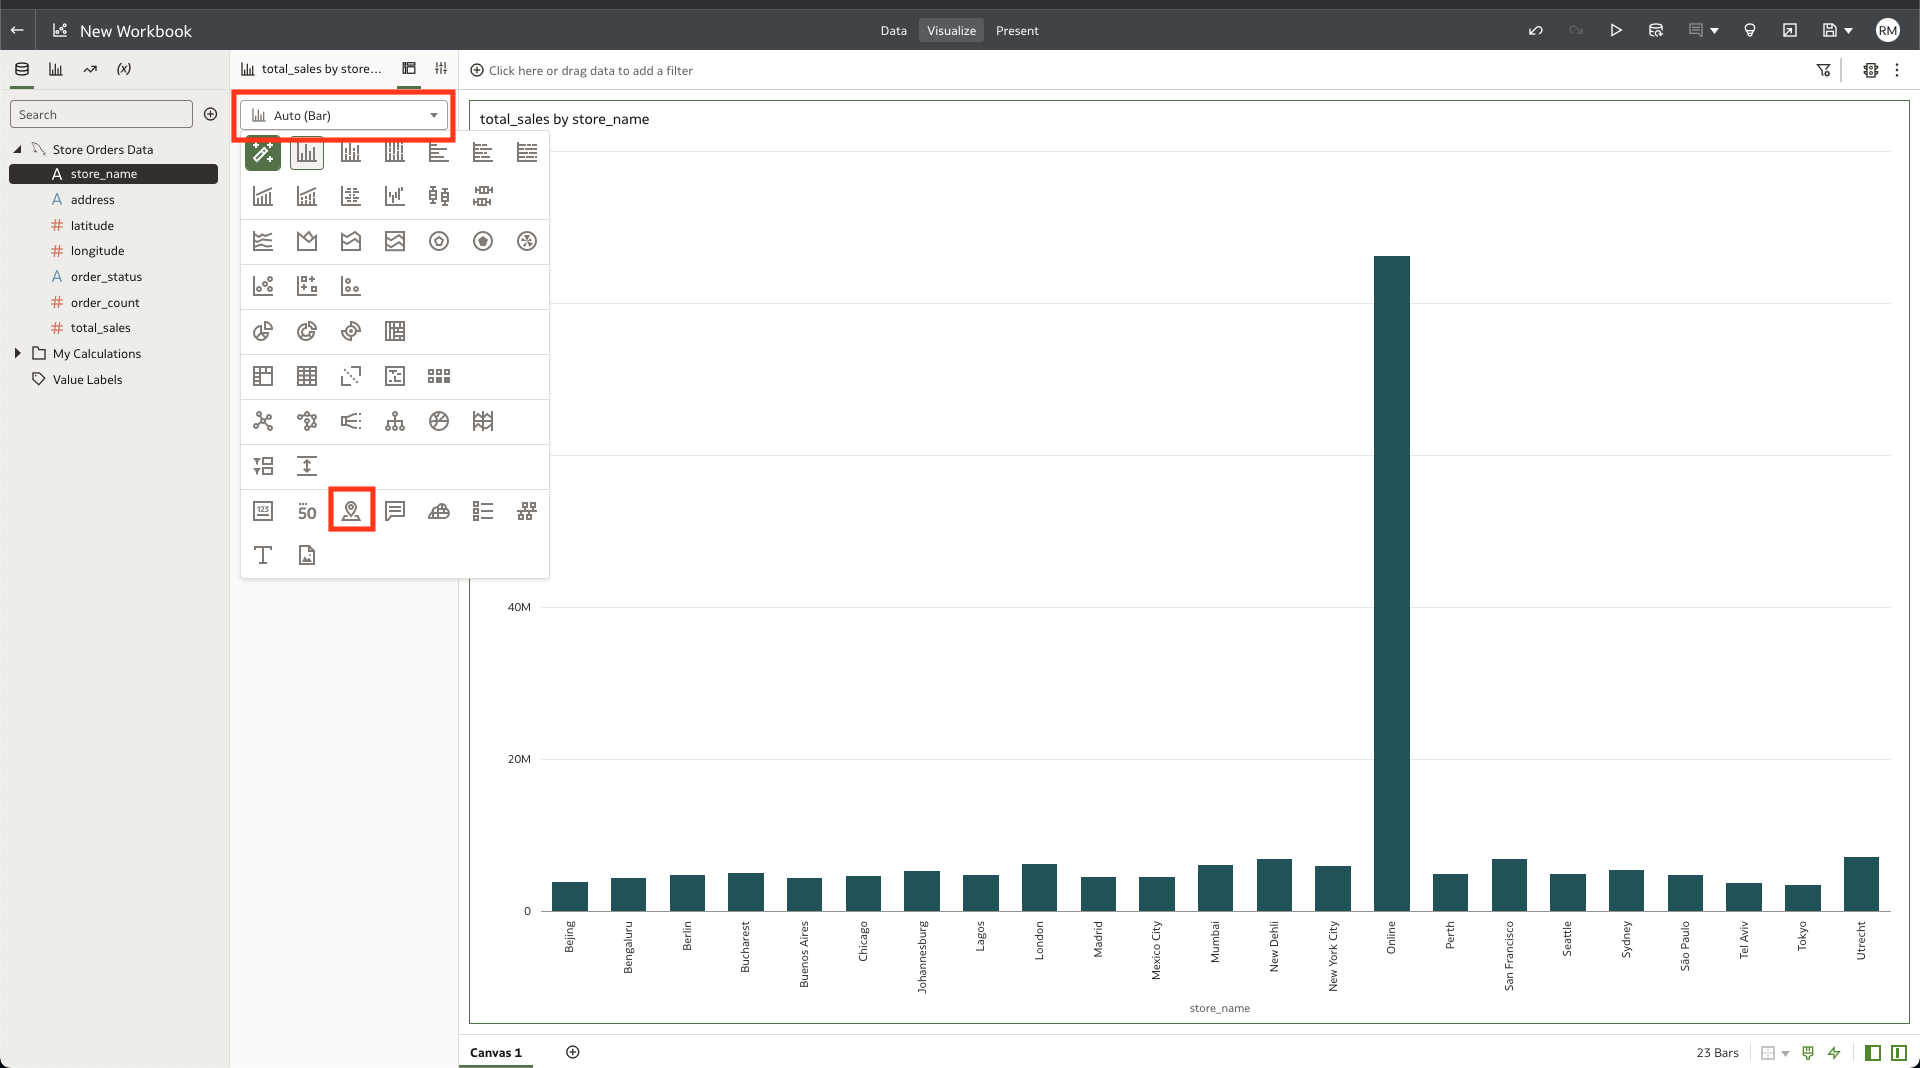 New Workbook
Data
Visualize
Present
RM
(x)
total_sales by store...
Click here or drag data to add a filter
Search
Auto (Bar)
total_sales by store_name
Store Orders Data
A store_name
A address
# latitude
# longitude
A order_status
# order_count
# total_sales
My Calculations
Value Labels
123
50
T
40M
20M
0
Bejing
Bengaluru
Berlin
Bucharest
Buenos Aires
Chicago
Johannesburg
Lagos
London
Madrid
Mexico City
Mumbai
New Dehli
New York City
Online
Perth
San Francisco
Seattle
Sydney
São Paulo
Tel Aviv
Tokyo
Utrecht
store_name
Canvas 1
23 Bars